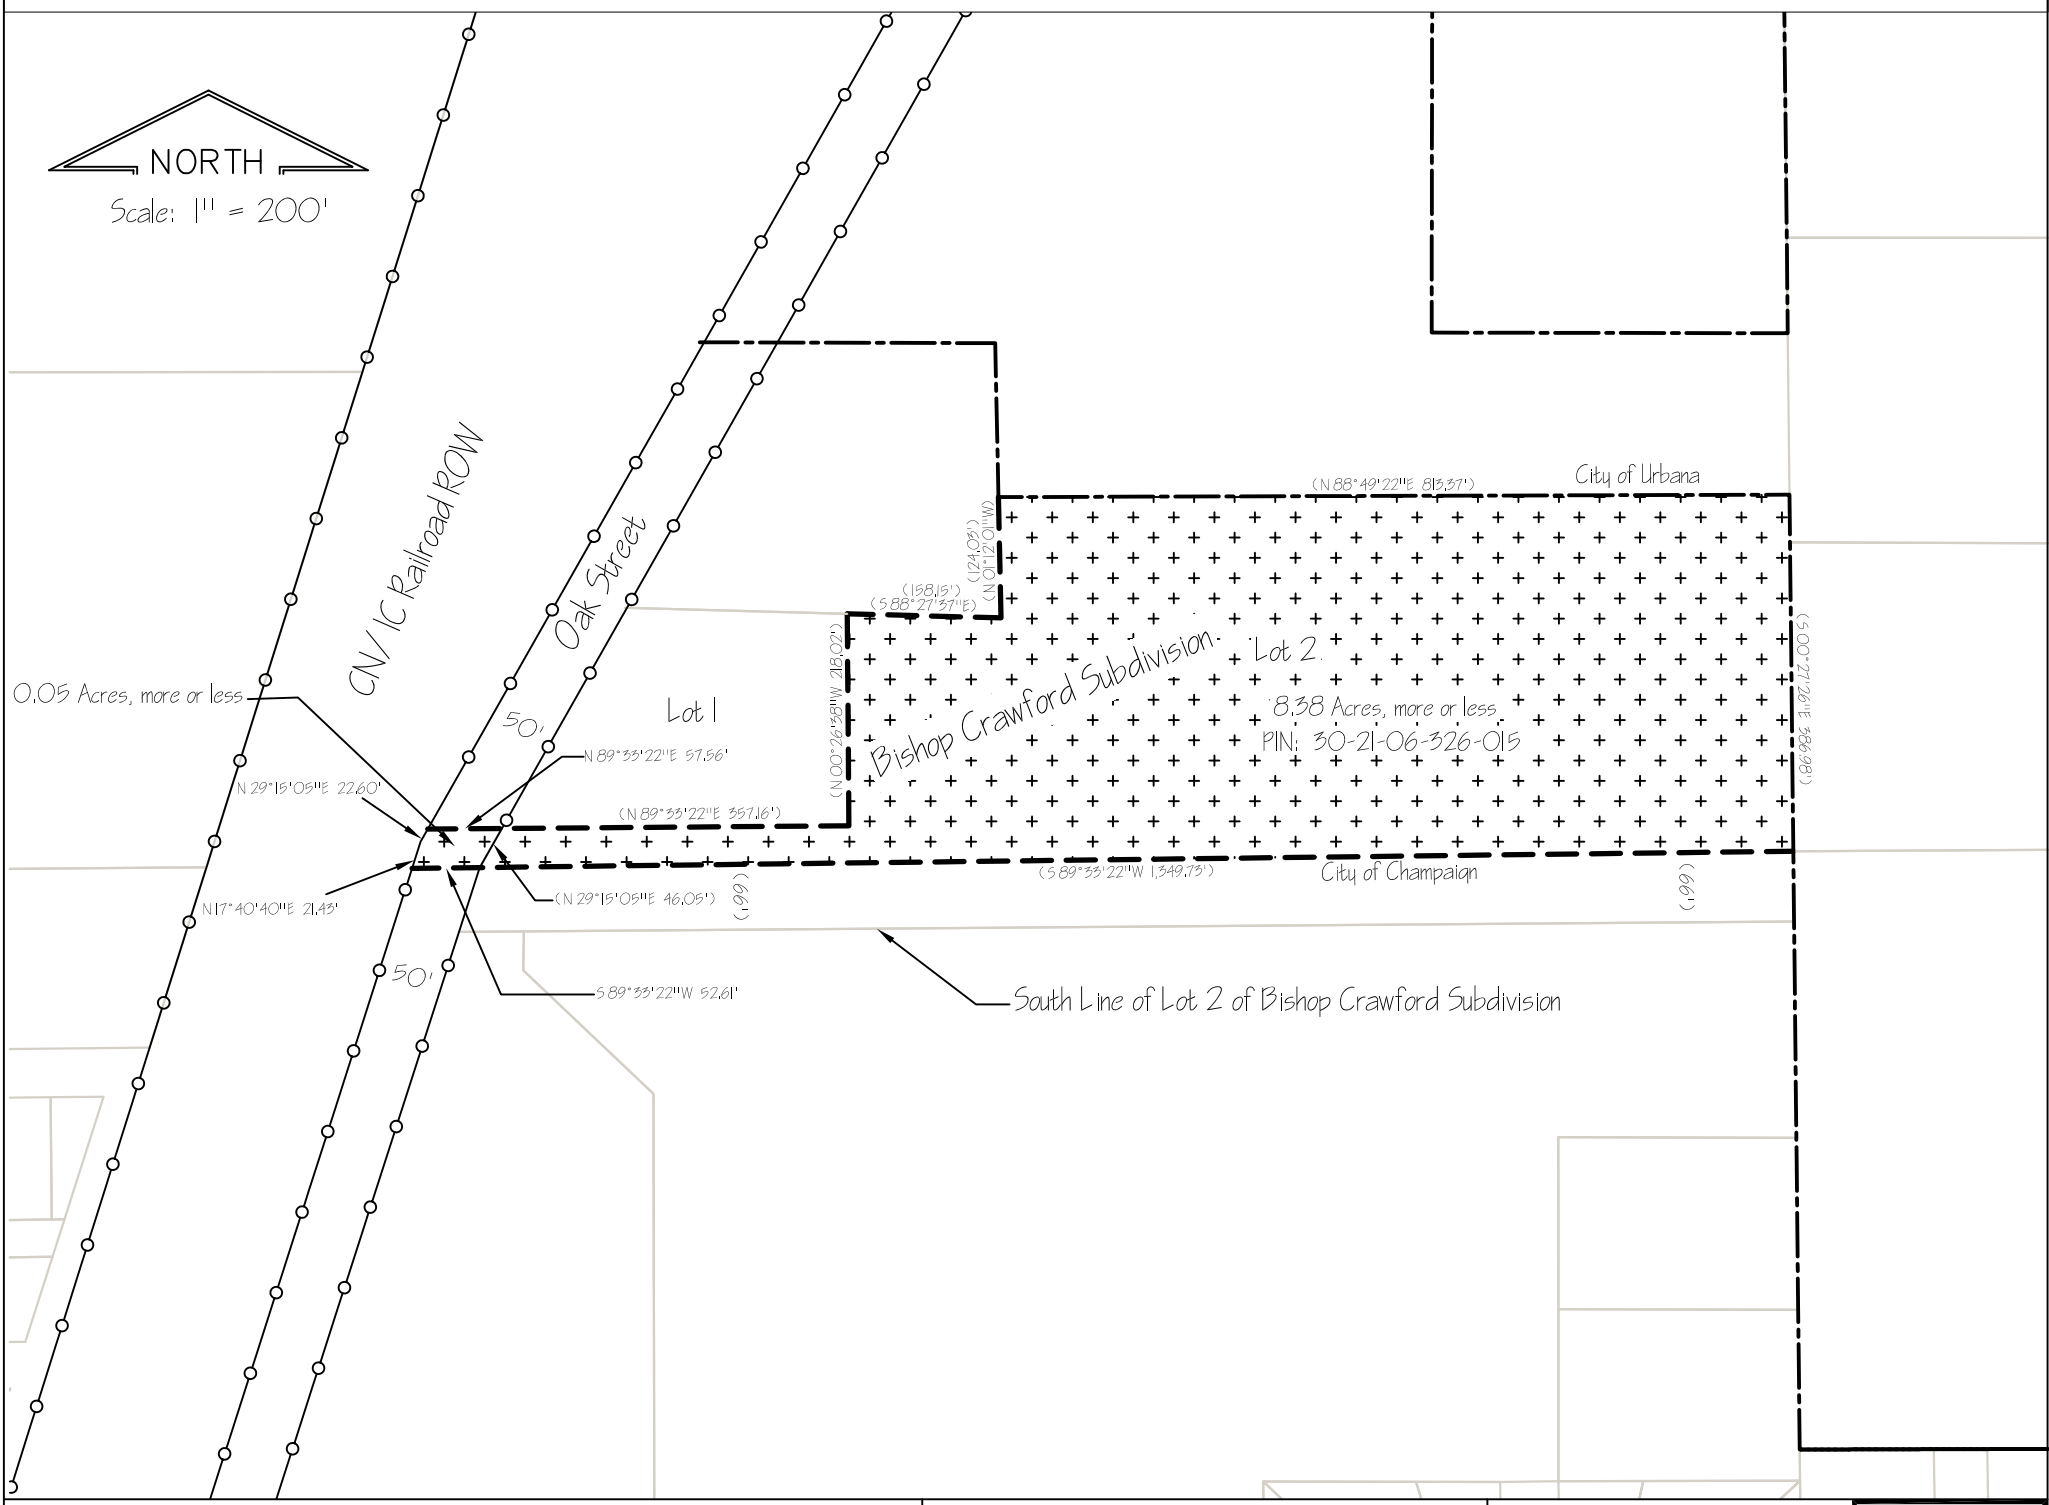 NORTH
Scale: 1" = 200'
CN/ IC Railroad ROW
Oak Street
City of Urbana
(N 88°49'22"E 813.37')
(124.03')
(N 01°12'01"W)
(158.15')
(S 88°27'37"E)
(N 00°26'38"W 218.02')
(S 00°27'26"E 386.98')
Bishop Crawford Subdivision
Lot 2
8.38 Acres, more or less
PIN: 30-21-06-326-015
0.05 Acres, more or less
Lot 1
50'
N 89°33'22"E 57.56'
N 29°15'05"E 22.60'
(N 89°33'22"E 357.16')
(S 89°33'22"W 1,349.73')
City of Champaign
(66')
(66')
N 17°40'40"E 21.43'
(N 29°15'05"E 46.05')
50'
S 89°33'22"W 52.61'
South Line of Lot 2 of Bishop Crawford Subdivision